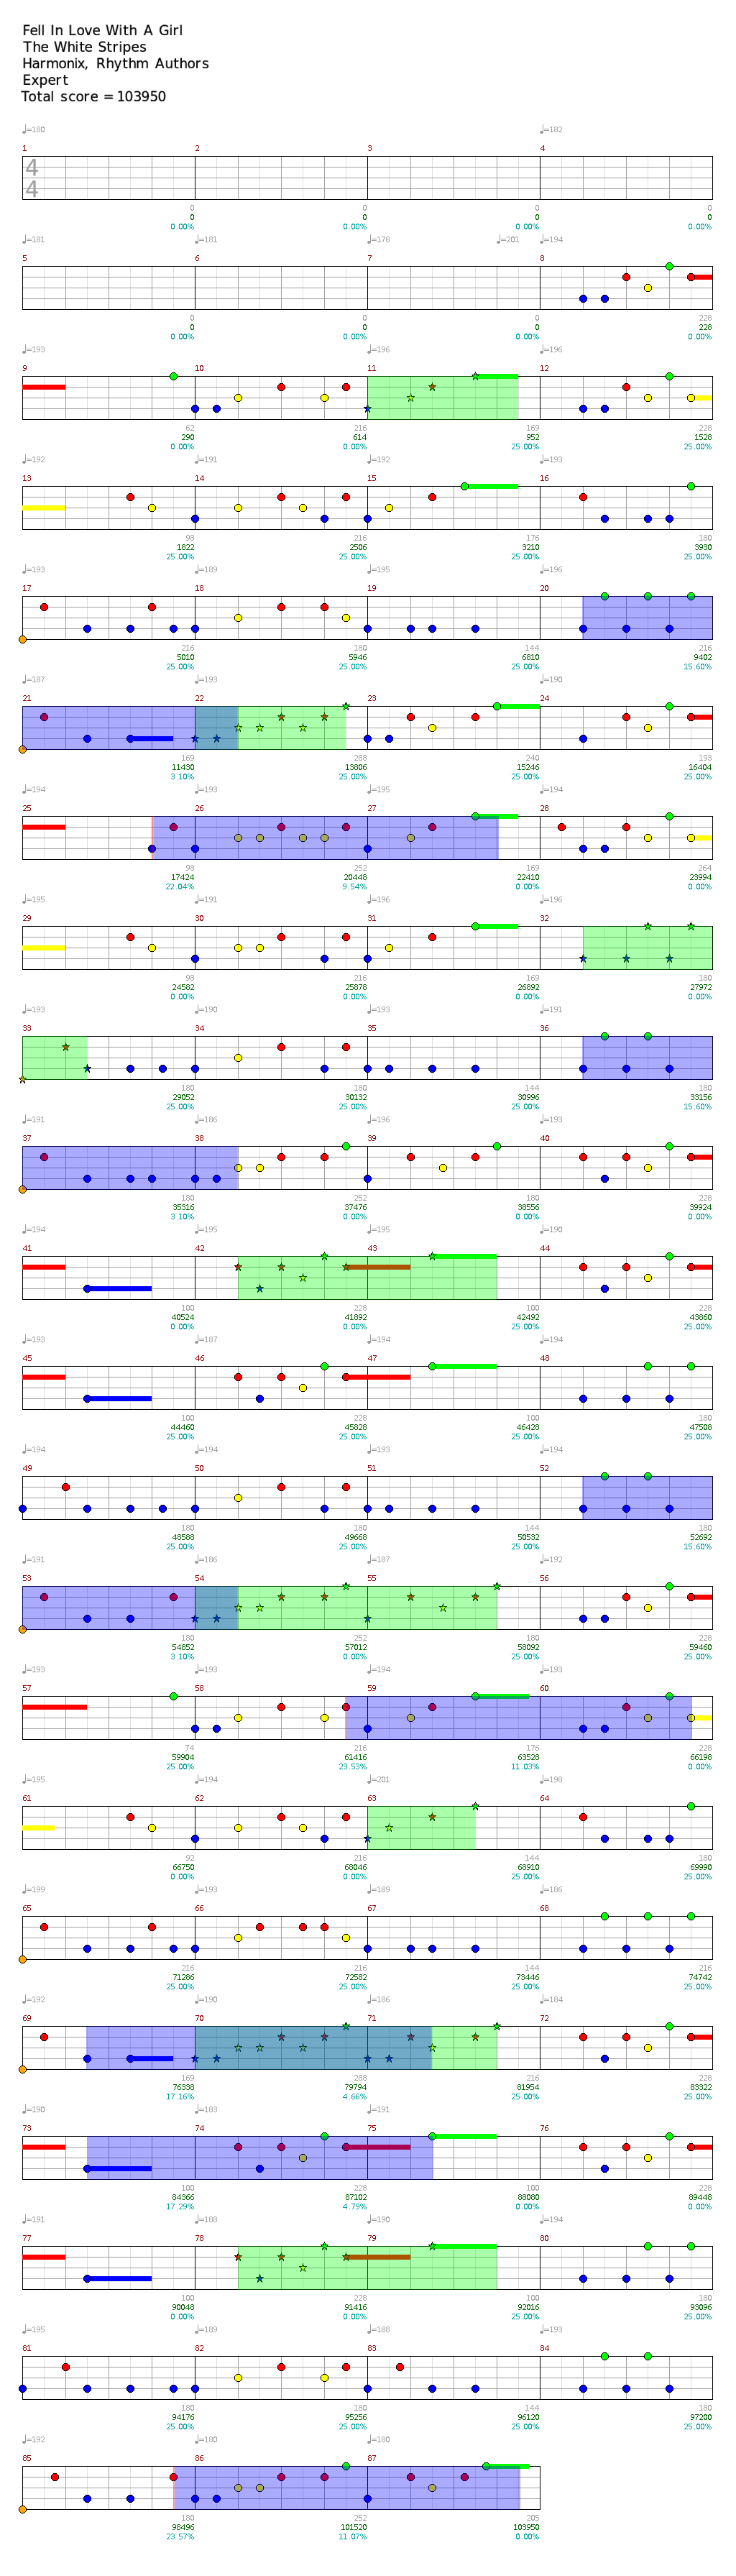 Fell In Love With A Girl
The White Stripes
Harmonix, Rhythm Authors
Expert
Total score = 103950
♩=180 ♩=182
1 2 3 4
4
4
0 0 0 0
0 0 0 0
0.00% 0.00% 0.00% 0.00%
♩=181 ♩=181 ♩=178 ♩=201 ♩=194
5 6 7 8
0 0 0 228
0 0 0 228
0.00% 0.00% 0.00% 0.00%
♩=193 ♩=196 ♩=196
9 10 11 12
62 216 169 228
290 614 952 1528
0.00% 0.00% 25.00% 25.00%
♩=192 ♩=191 ♩=192 ♩=193
13 14 15 16
98 216 176 180
1822 2506 3210 3930
25.00% 25.00% 25.00% 25.00%
♩=193 ♩=189 ♩=195 ♩=196
17 18 19 20
216 180 144 216
5010 5946 6810 9402
25.00% 25.00% 25.00% 15.60%
♩=187 ♩=193 ♩=190
21 22 23 24
169 288 240 193
11430 13806 15246 16404
3.10% 25.00% 25.00% 25.00%
♩=194 ♩=193 ♩=195 ♩=194
25 26 27 28
98 252 169 264
17424 20448 22410 23994
22.04% 9.54% 0.00% 0.00%
♩=195 ♩=191 ♩=196 ♩=196
29 30 31 32
98 216 169 180
24582 25878 26892 27972
0.00% 0.00% 0.00% 0.00%
♩=193 ♩=190 ♩=193 ♩=191
33 34 35 36
180 180 144 180
29052 30132 30996 33156
25.00% 25.00% 25.00% 15.60%
♩=191 ♩=186 ♩=196 ♩=193
37 38 39 40
180 252 180 228
35316 37476 38556 39924
3.10% 0.00% 0.00% 0.00%
♩=194 ♩=195 ♩=195 ♩=190
41 42 43 44
100 228 100 228
40524 41892 42492 43860
0.00% 0.00% 25.00% 25.00%
♩=193 ♩=187 ♩=194 ♩=194
45 46 47 48
100 228 100 180
44460 45828 46428 47508
25.00% 25.00% 25.00% 25.00%
♩=194 ♩=194 ♩=193 ♩=194
49 50 51 52
180 180 144 180
48588 49668 50532 52692
25.00% 25.00% 25.00% 15.60%
♩=191 ♩=186 ♩=187 ♩=192
53 54 55 56
180 252 180 228
54852 57012 58092 59460
3.10% 0.00% 25.00% 25.00%
♩=193 ♩=193 ♩=194 ♩=193
57 58 59 60
74 216 176 228
59904 61416 63528 66198
25.00% 23.53% 11.03% 0.00%
♩=195 ♩=194 ♩=201 ♩=198
61 62 63 64
92 216 144 180
66750 68046 68910 69990
0.00% 0.00% 25.00% 25.00%
♩=199 ♩=193 ♩=189 ♩=186
65 66 67 68
216 216 144 216
71286 72582 73446 74742
25.00% 25.00% 25.00% 25.00%
♩=192 ♩=190 ♩=186 ♩=184
69 70 71 72
169 288 216 228
76338 79794 81954 83322
17.16% 4.66% 25.00% 25.00%
♩=190 ♩=183 ♩=186 ♩=191
73 74 75 76
100 228 100 228
84366 87102 88080 89448
17.29% 4.79% 0.00% 0.00%
♩=191 ♩=188 ♩=190 ♩=194
77 78 79 80
100 228 100 180
90048 91416 92016 93096
0.00% 0.00% 25.00% 25.00%
♩=195 ♩=189 ♩=188 ♩=193
81 82 83 84
180 180 144 180
94176 95256 96120 97200
25.00% 25.00% 25.00% 25.00%
♩=192 ♩=180 ♩=180
85 86 87
180 252 205
98496 101520 103950
23.57% 11.07% 0.00%